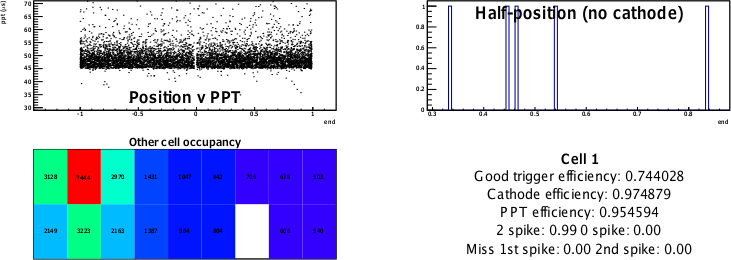 ppt (us)
70
65
60
55
50
45
40
35
30
-1
-0.5
0
0.5
1
end
Position v PPT
1
0.8
0.6
0.4
0.2
0
0.3
0.4
0.5
0.6
0.7
0.8
end
Half-position (no cathode)
Other cell occupancy
3128 7444 2970 1431
2149 3223 2163 1387
Cell 1
Good trigger efficiency: 0.744028
Cathode efficiency: 0.974879
PPT efficiency: 0.954594
2 spike: 0.99 0 spike: 0.00
Miss 1st spike: 0.00 2nd spike: 0.00